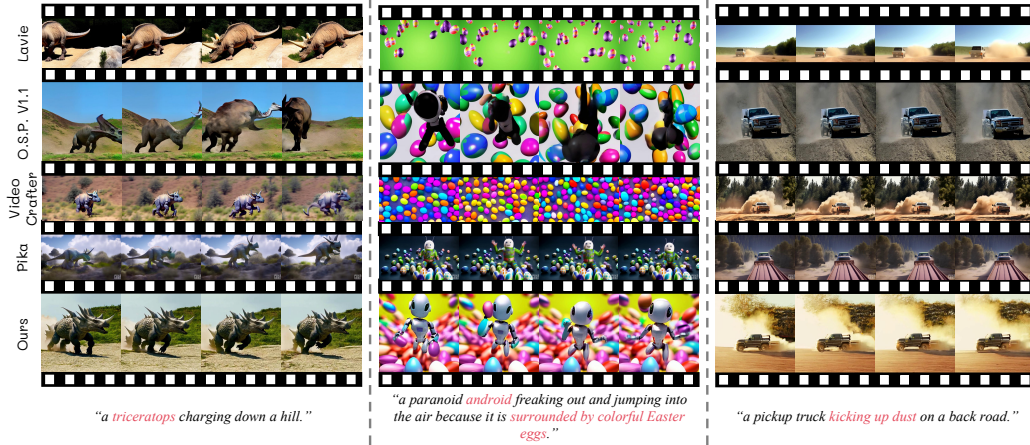 Lavie
O.S.P. V1.1
Video
Crafter
Pika
Ours
“a triceratops charging down a hill.”
“a paranoid android freaking out and jumping into
the air because it is surrounded by colorful Easter
eggs.”
“a pickup truck kicking up dust on a back road.”